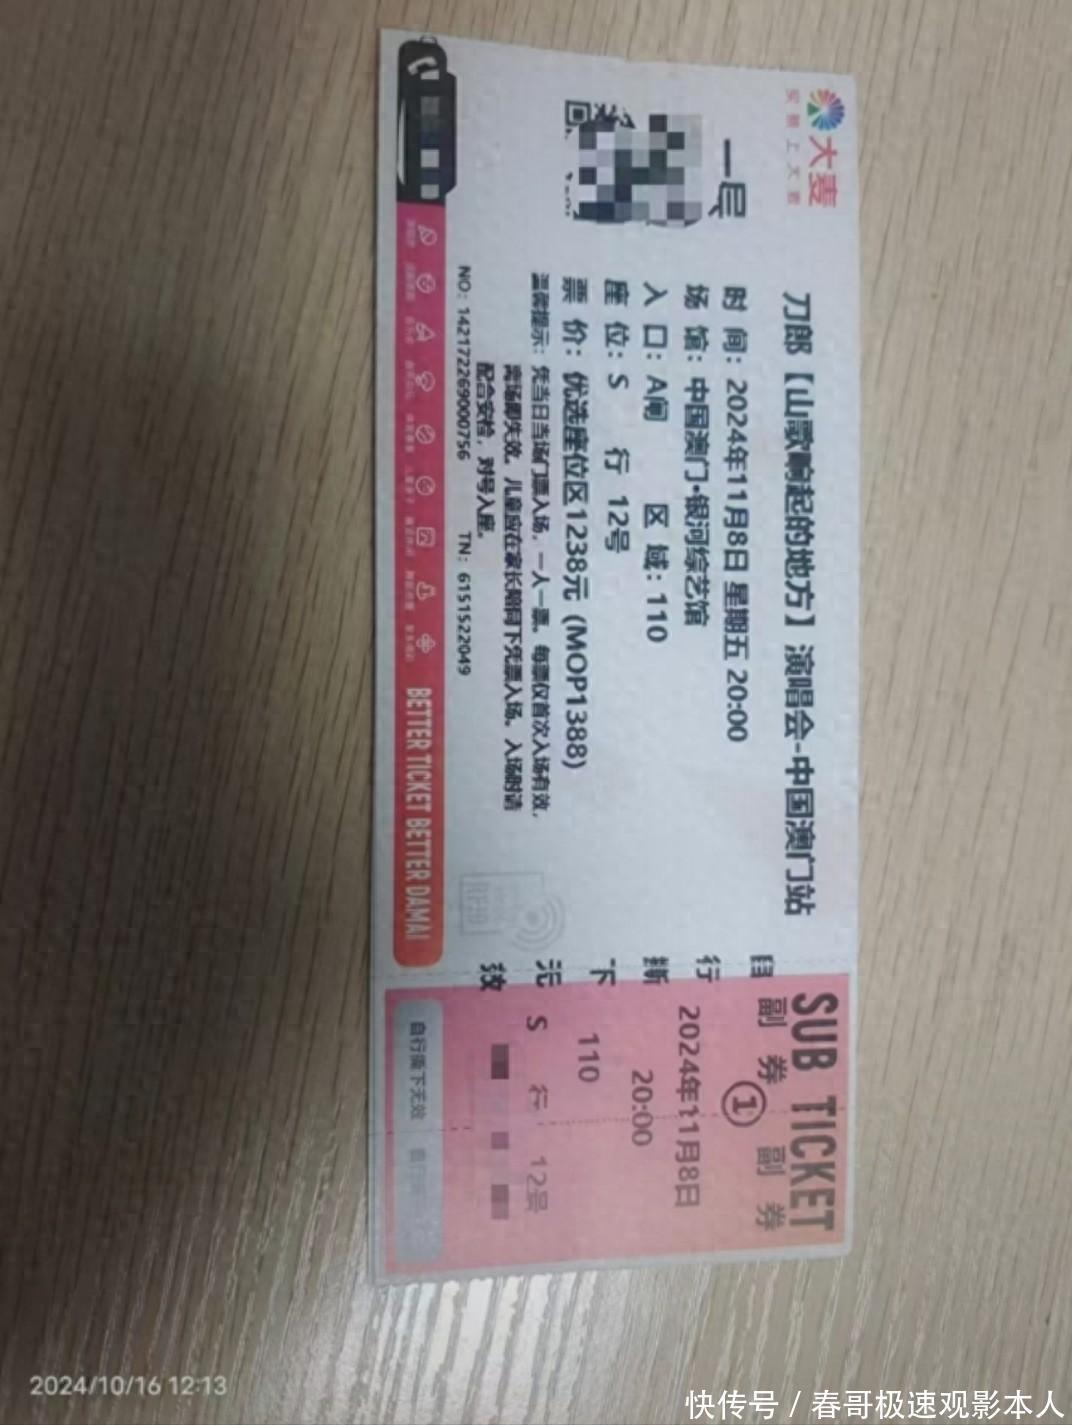 大麦
刀郎【山歌响起的地方】演唱会-中国澳门站
一层
时 间：2024年11月8日 星期五 20:00
场 馆：中国澳门·银河综艺馆
入 口：A闸 区 域：110
座 位：S 行 12号
票 价：优选座位区1238元（MOP1388）
温馨提示：凭当日当场门票入场，一人一票。每票仅首次入场有效，
离场即失效。儿童应在家长陪同下凭票入场。入场时请
配合安检，对号入座。
NO：14217226900756 TN：6151522049
BETTER TICKET BETTER DAMAI
自行撕下无效
SUB TICKET
副 券 副 券
①
2024年11月8日
20:00
110
S 行 12号
自行撕下无效
2024/10/16 12:13
快传号 / 春哥极速观影本人